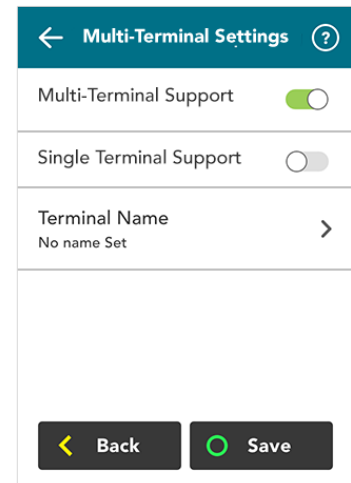 Multi-Terminal Settings ?
Multi-Terminal Support
Single Terminal Support
Terminal Name
No name Set
Back
Save